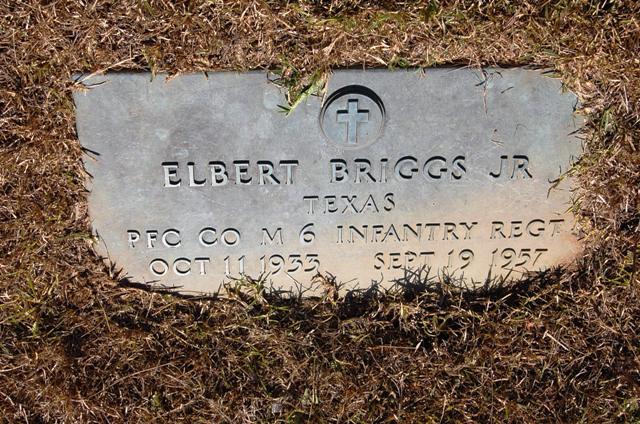 ELBERT BRIGGS JR
TEXAS
PFC CO M 6 INFANTRY REGT
OCT 11 1933 SEPT 19 1957